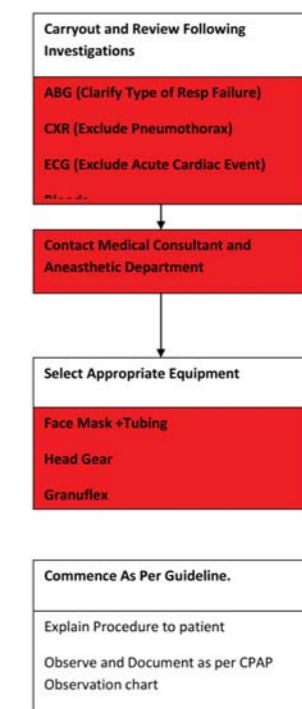 Carryout and Review Following
Investigations
ABG (Clarify Type of Resp Failure)
CXR (Exclude Pneumothorax)
ECG (Exclude Acute Cardiac Event)
Contact Medical Consultant and
Aneasthetic Department
Select Appropriate Equipment
Face Mask +Tubing
Head Gear
Granuflex
Commence As Per Guideline.
Explain Procedure to patient
Observe and Document as per CPAP
Observation chart